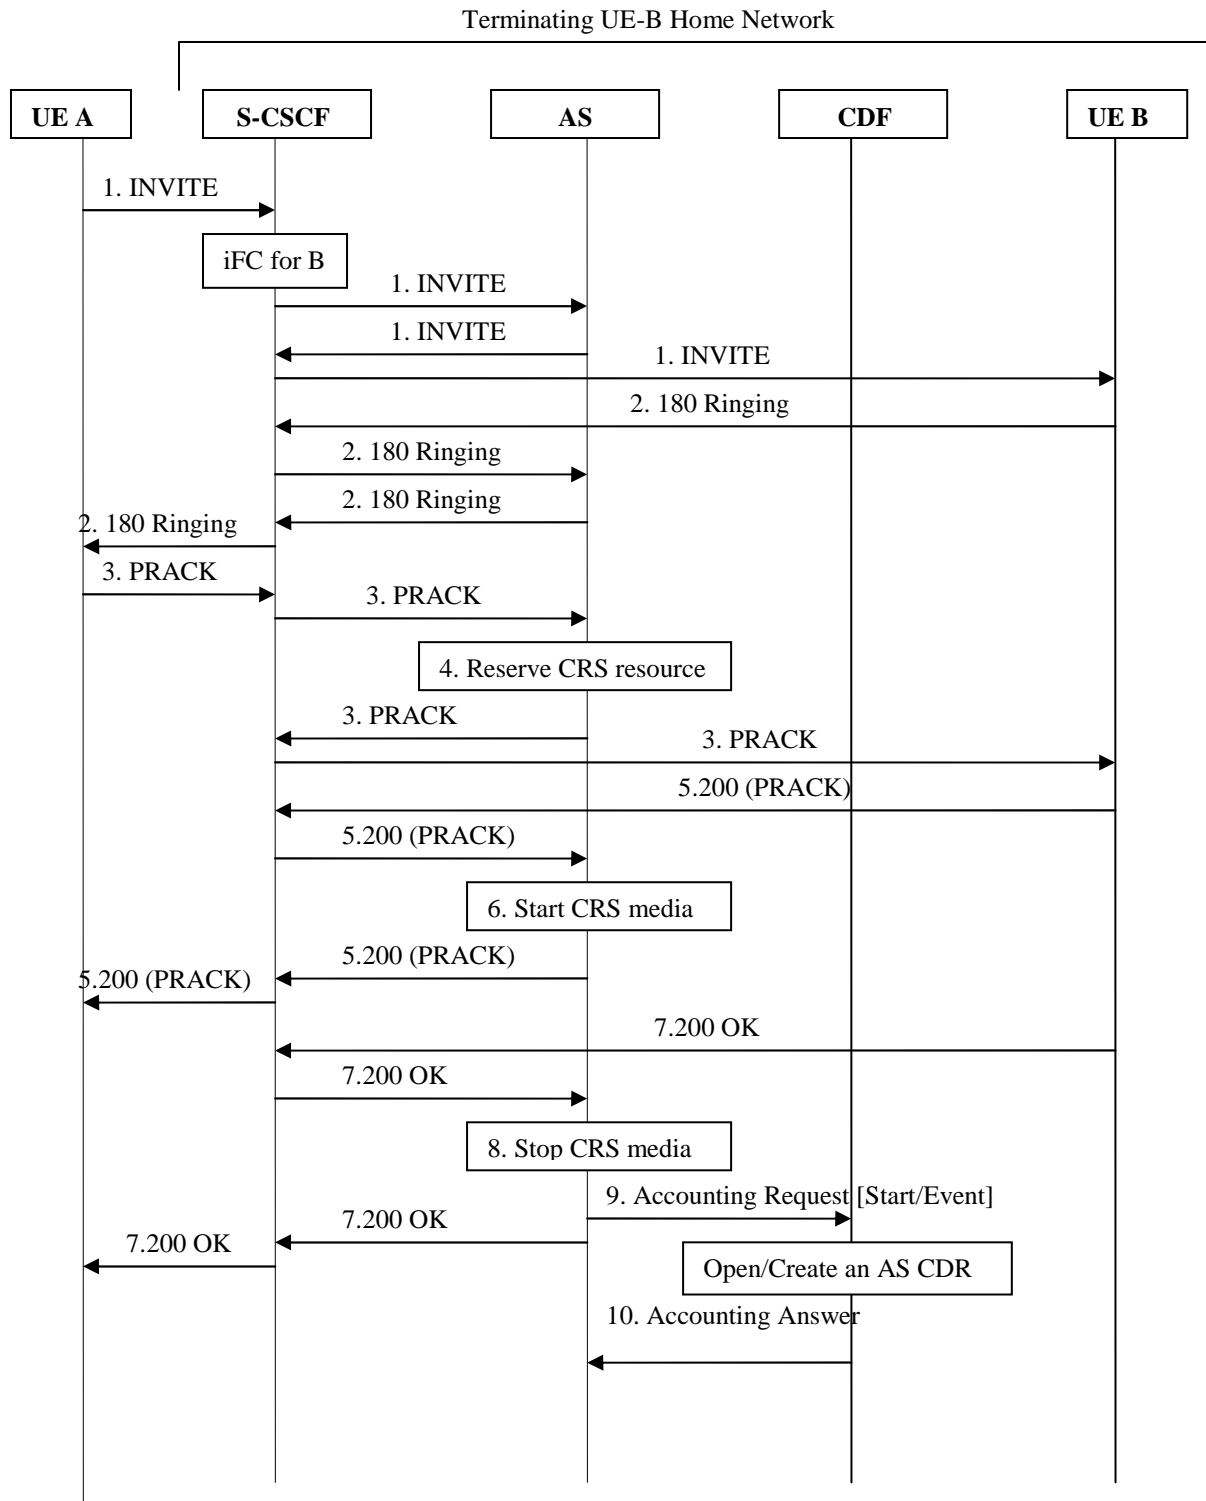 Terminating UE-B Home Network
UE A
S-CSCF
AS
CDF
UE B
1. INVITE
iFC for B
1. INVITE
1. INVITE
1. INVITE
2. 180 Ringing
2. 180 Ringing
2. 180 Ringing
2. 180 Ringing
3. PRACK
3. PRACK
4. Reserve CRS resource
3. PRACK
3. PRACK
5.200 (PRACK)
5.200 (PRACK)
6. Start CRS media
5.200 (PRACK)
5.200 (PRACK)
7.200 OK
7.200 OK
8. Stop CRS media
9. Accounting Request [Start/Event]
7.200 OK
7.200 OK
Open/Create an AS CDR
10. Accounting Answer